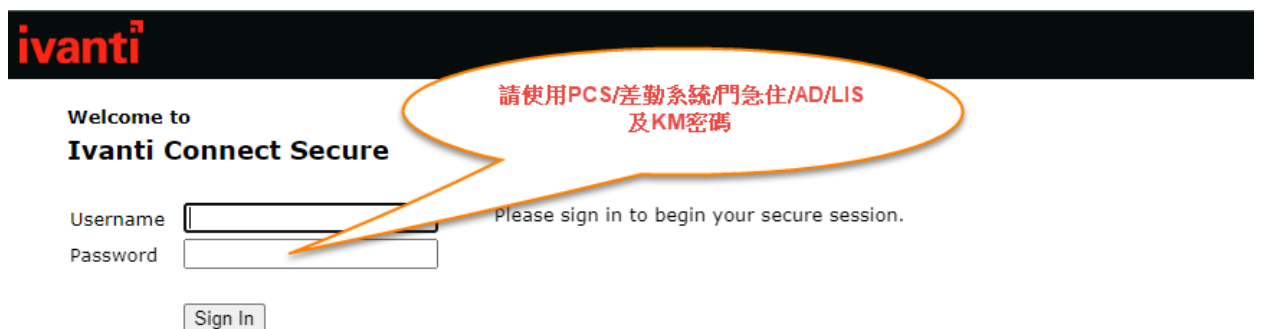 ivanti
請使用PCS/差勤系統/門急住/AD/LIS
及KM密碼
Welcome to
Ivanti Connect Secure
Username
Please sign in to begin your secure session.
Password
Sign In